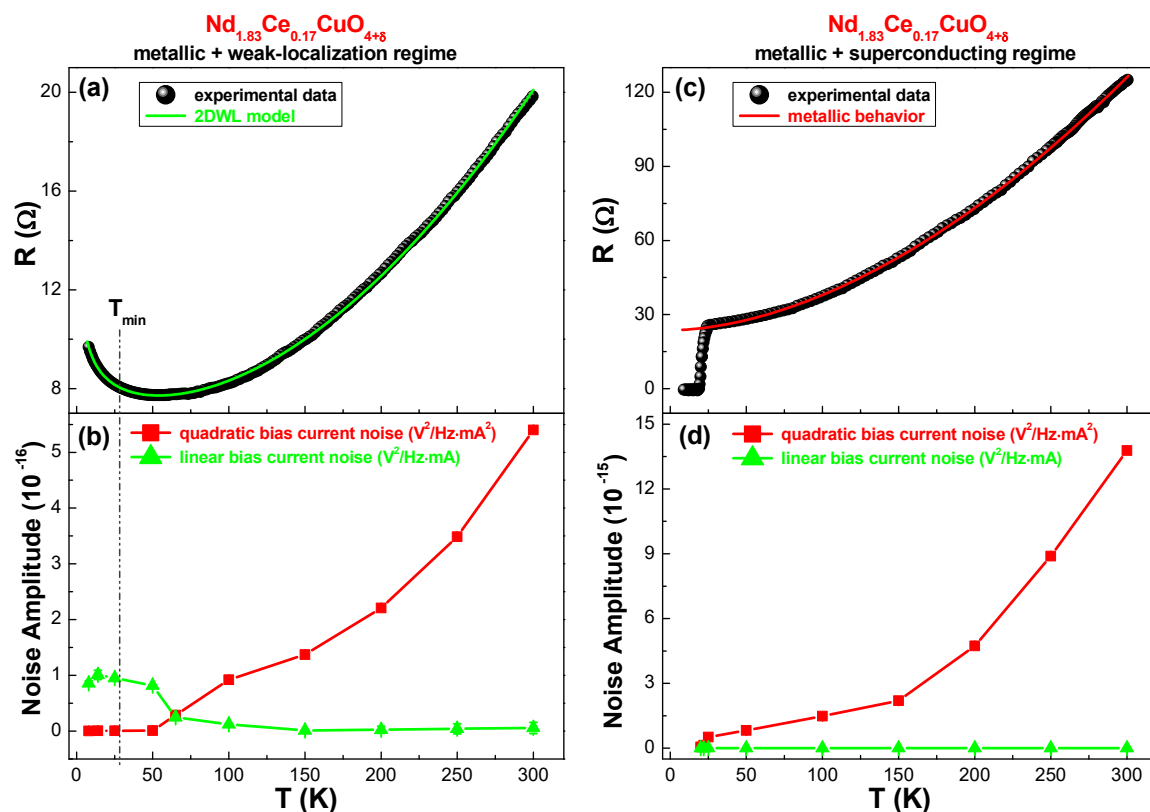 Nd1.83Ce0.17CuO4+δ
metallic + weak-localization regime
(a)
experimental data
2DWL model
Tmin
R (Ω)
20
16
12
8
(b)
quadratic bias current noise (V²/Hz·mA²)
linear bias current noise (V²/Hz·mA)
Noise Amplitude (10⁻¹⁶)
5
4
3
2
1
0
0 50 100 150 200 250 300
T (K)
Nd1.83Ce0.17CuO4+δ
metallic + superconducting regime
(c)
experimental data
metallic behavior
R (Ω)
120
90
60
30
0
(d)
quadratic bias current noise (V²/Hz·mA²)
linear bias current noise (V²/Hz·mA)
Noise Amplitude (10⁻¹⁵)
15
12
9
6
3
0
0 50 100 150 200 250 300
T (K)